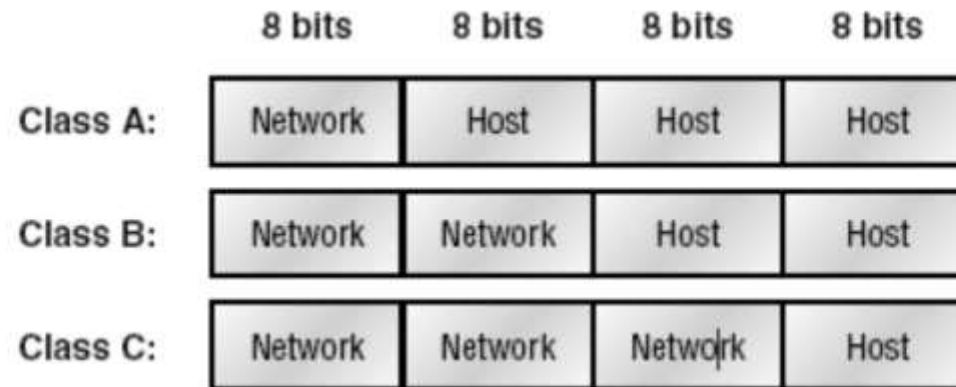 8 bits 8 bits 8 bits 8 bits
Class A: Network Host Host Host
Class B: Network Network Host Host
Class C: Network Network Network Host